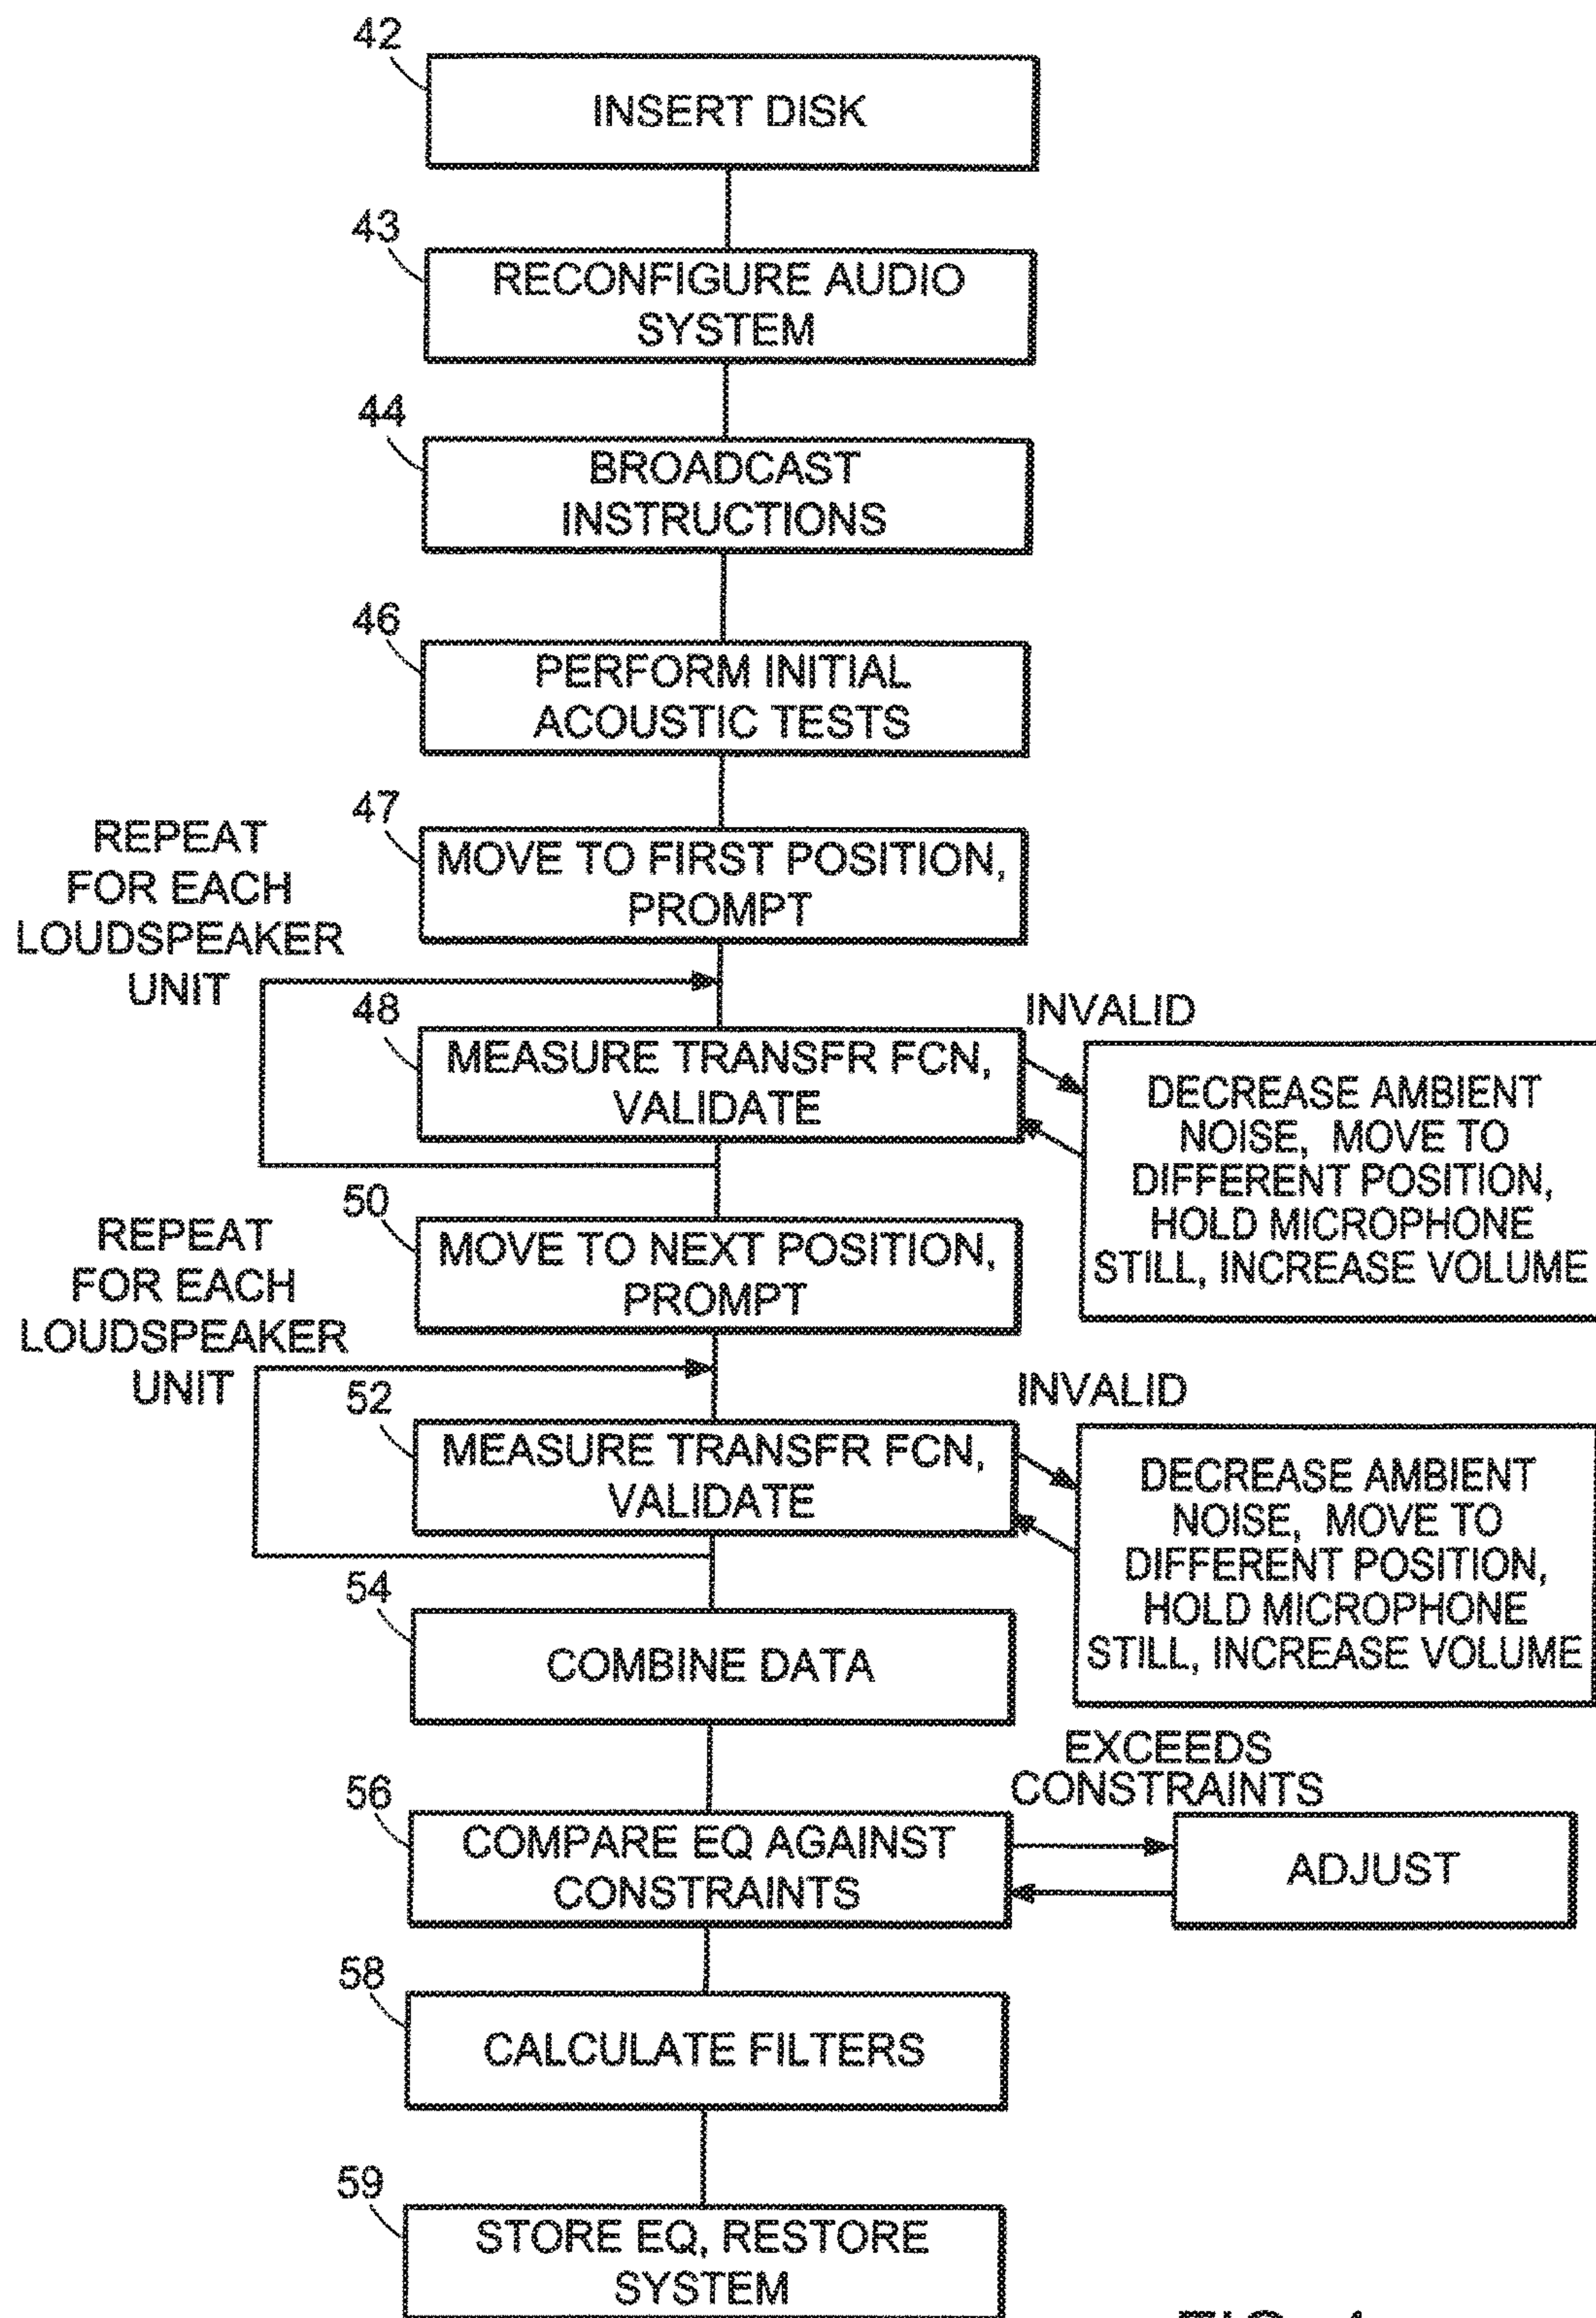 42
INSERT DISK
43
RECONFIGURE AUDIO
SYSTEM
44
BROADCAST
INSTRUCTIONS
46
PERFORM INITIAL
ACOUSTIC TESTS
47
MOVE TO FIRST POSITION,
PROMPT
REPEAT
FOR EACH
LOUDSPEAKER
UNIT
48
MEASURE TRANSFR FCN,
VALIDATE
INVALID
DECREASE AMBIENT
NOISE, MOVE TO
DIFFERENT POSITION,
HOLD MICROPHONE
STILL, INCREASE VOLUME
50
MOVE TO NEXT POSITION,
PROMPT
REPEAT
FOR EACH
LOUDSPEAKER
UNIT
52
MEASURE TRANSFR FCN,
VALIDATE
INVALID
DECREASE AMBIENT
NOISE, MOVE TO
DIFFERENT POSITION,
HOLD MICROPHONE
STILL, INCREASE VOLUME
54
COMBINE DATA
56
COMPARE EQ AGAINST
CONSTRAINTS
EXCEEDS
CONSTRAINTS
ADJUST
58
CALCULATE FILTERS
59
STORE EQ, RESTORE
SYSTEM